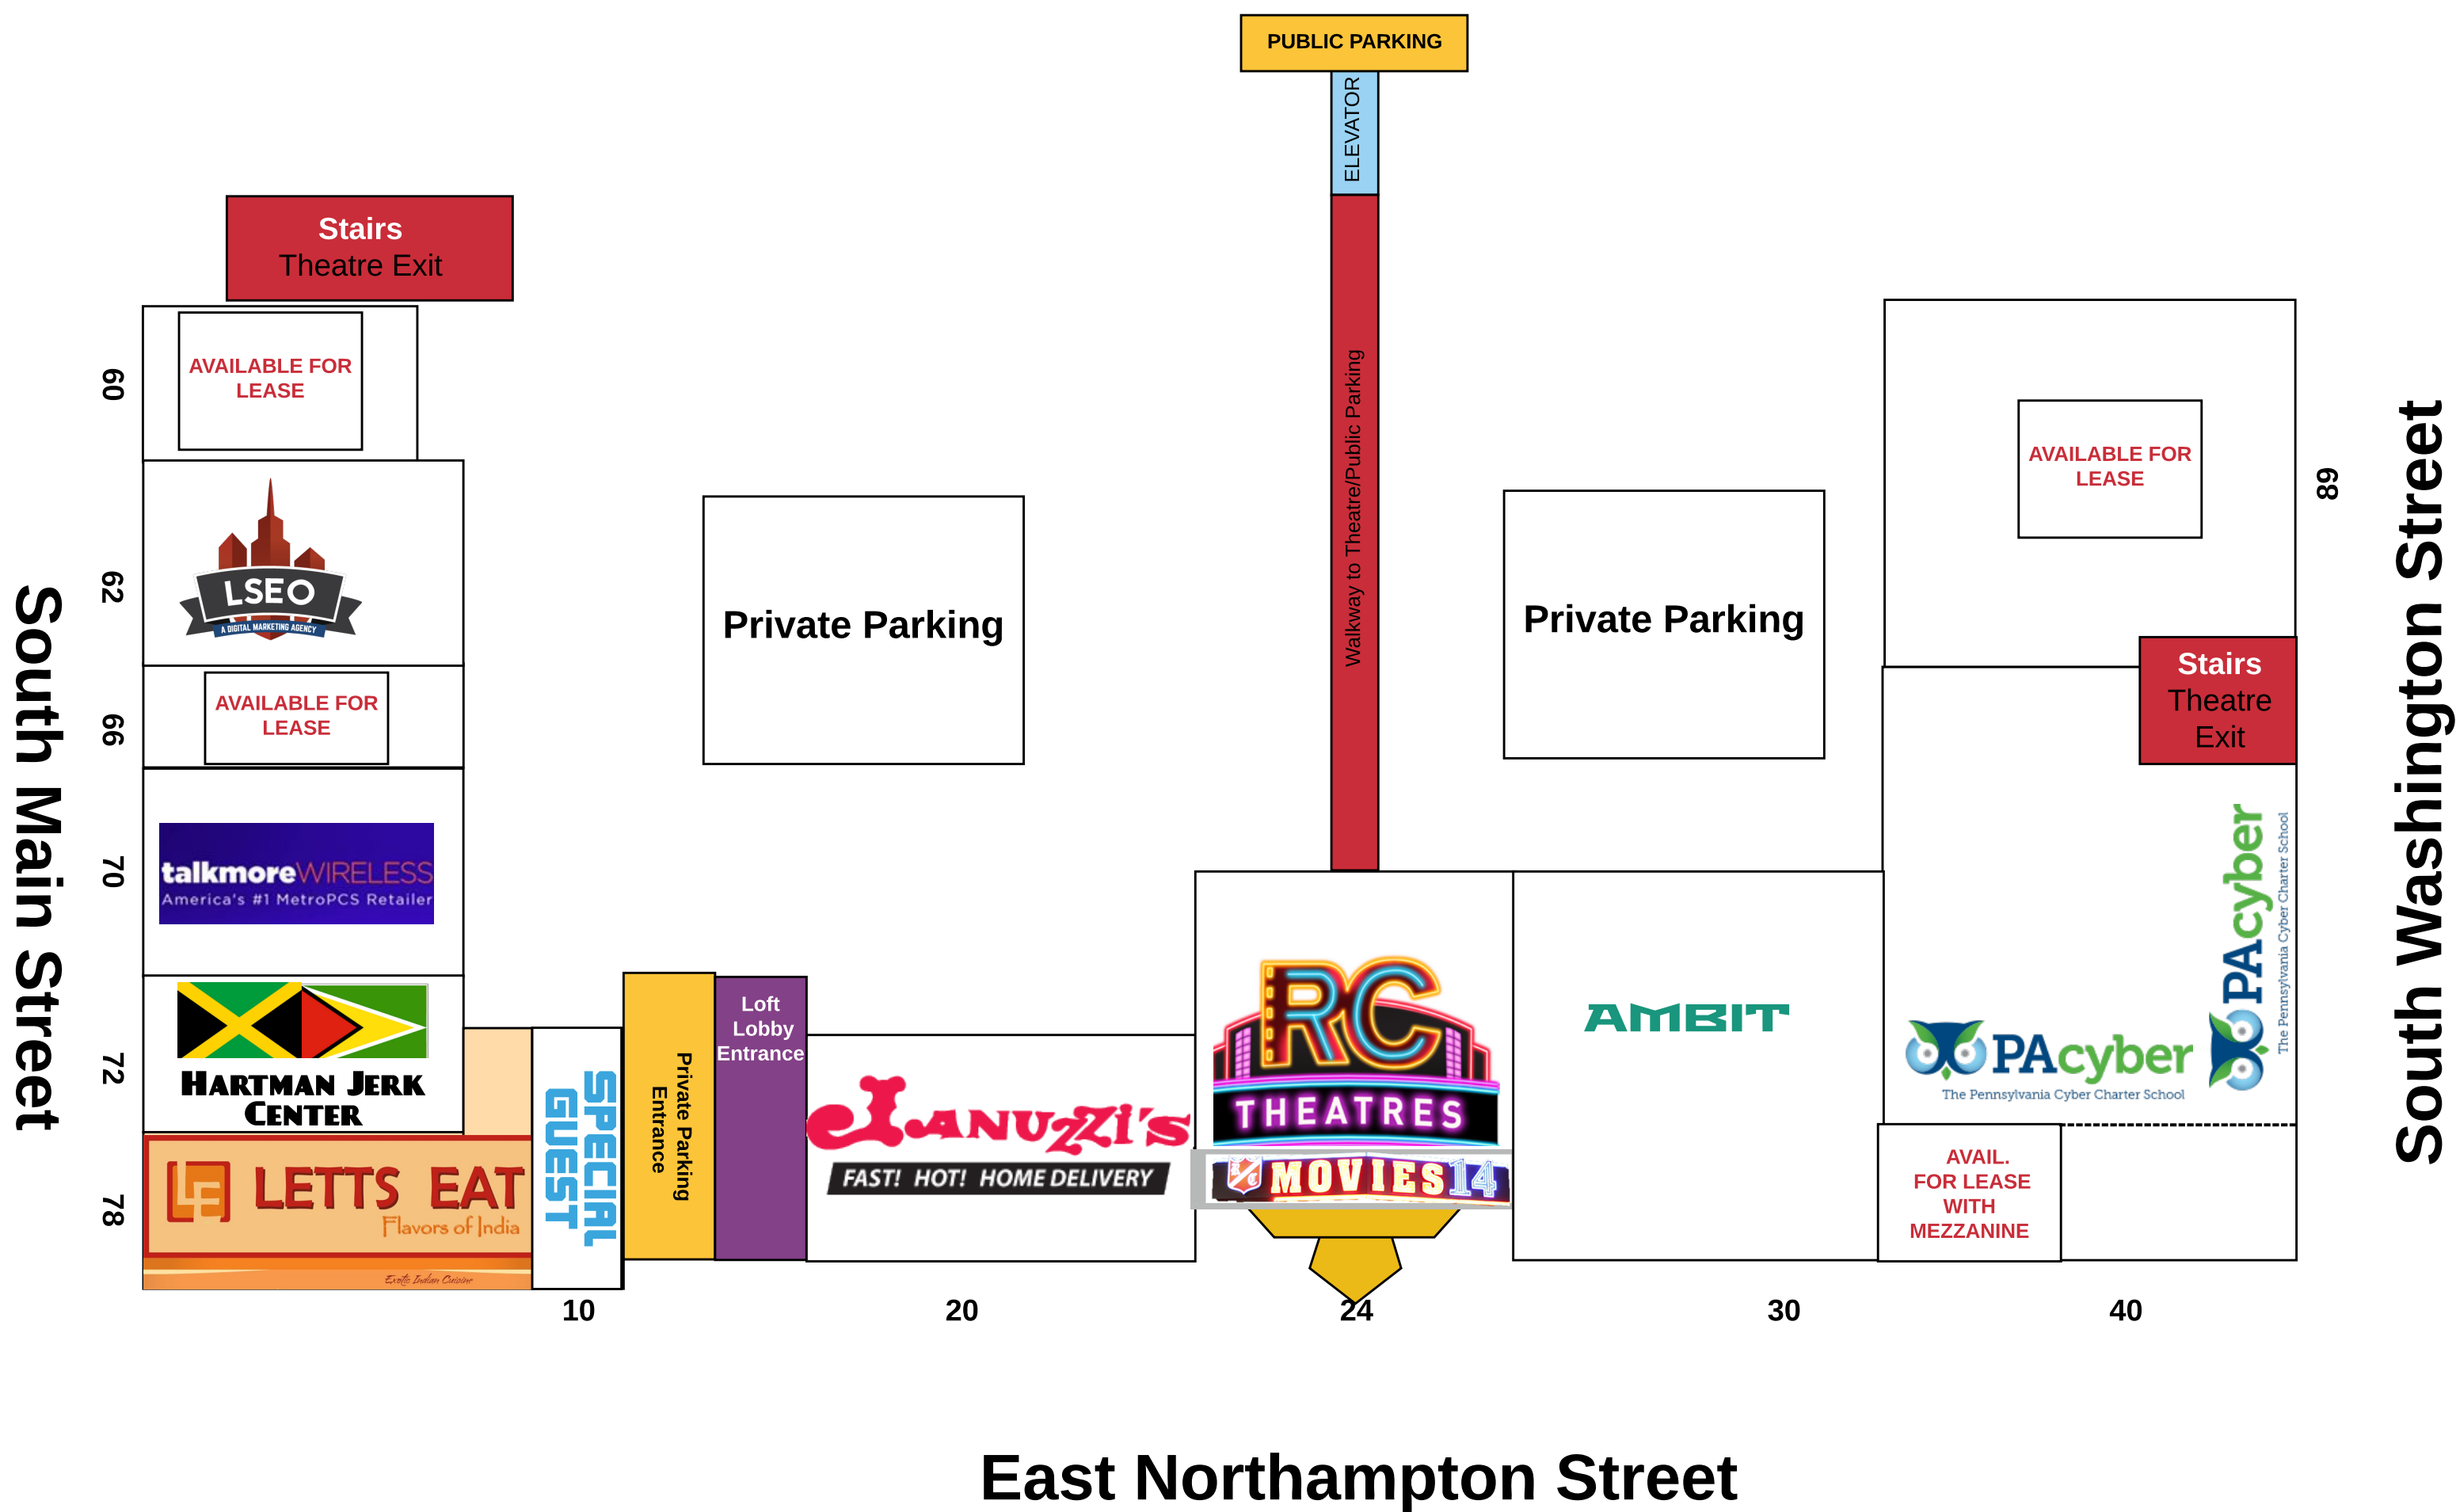 PUBLIC PARKING
ELEVATOR
Walkway to Theatre/Public Parking
Stairs
Theatre Exit
60
AVAILABLE FOR
LEASE
62
LSEO
A DIGITAL MARKETING AGENCY
66
AVAILABLE FOR
LEASE
70
talkmoreWIRELESS
America's #1 MetroPCS Retailer
72
HARTMAN JERK
CENTER
78
LE
LETTS EAT
Flavors of India
Exotic Indian Cuisine
South Main Street
SPECIAL
GUEST
Private Parking
Entrance
Loft
Lobby
Entrance
Private Parking
JANUZZI'S
FAST! HOT! HOME DELIVERY
RC
THEATRES
MOVIES 14
Private Parking
AMBIT
AVAILABLE FOR
LEASE
89
Stairs
Theatre
Exit
PAcyber
The Pennsylvania Cyber Charter School
PAcyber
The Pennsylvania Cyber Charter School
AVAIL.
FOR LEASE
WITH
MEZZANINE
South Washington Street
10
20
24
30
40
East Northampton Street